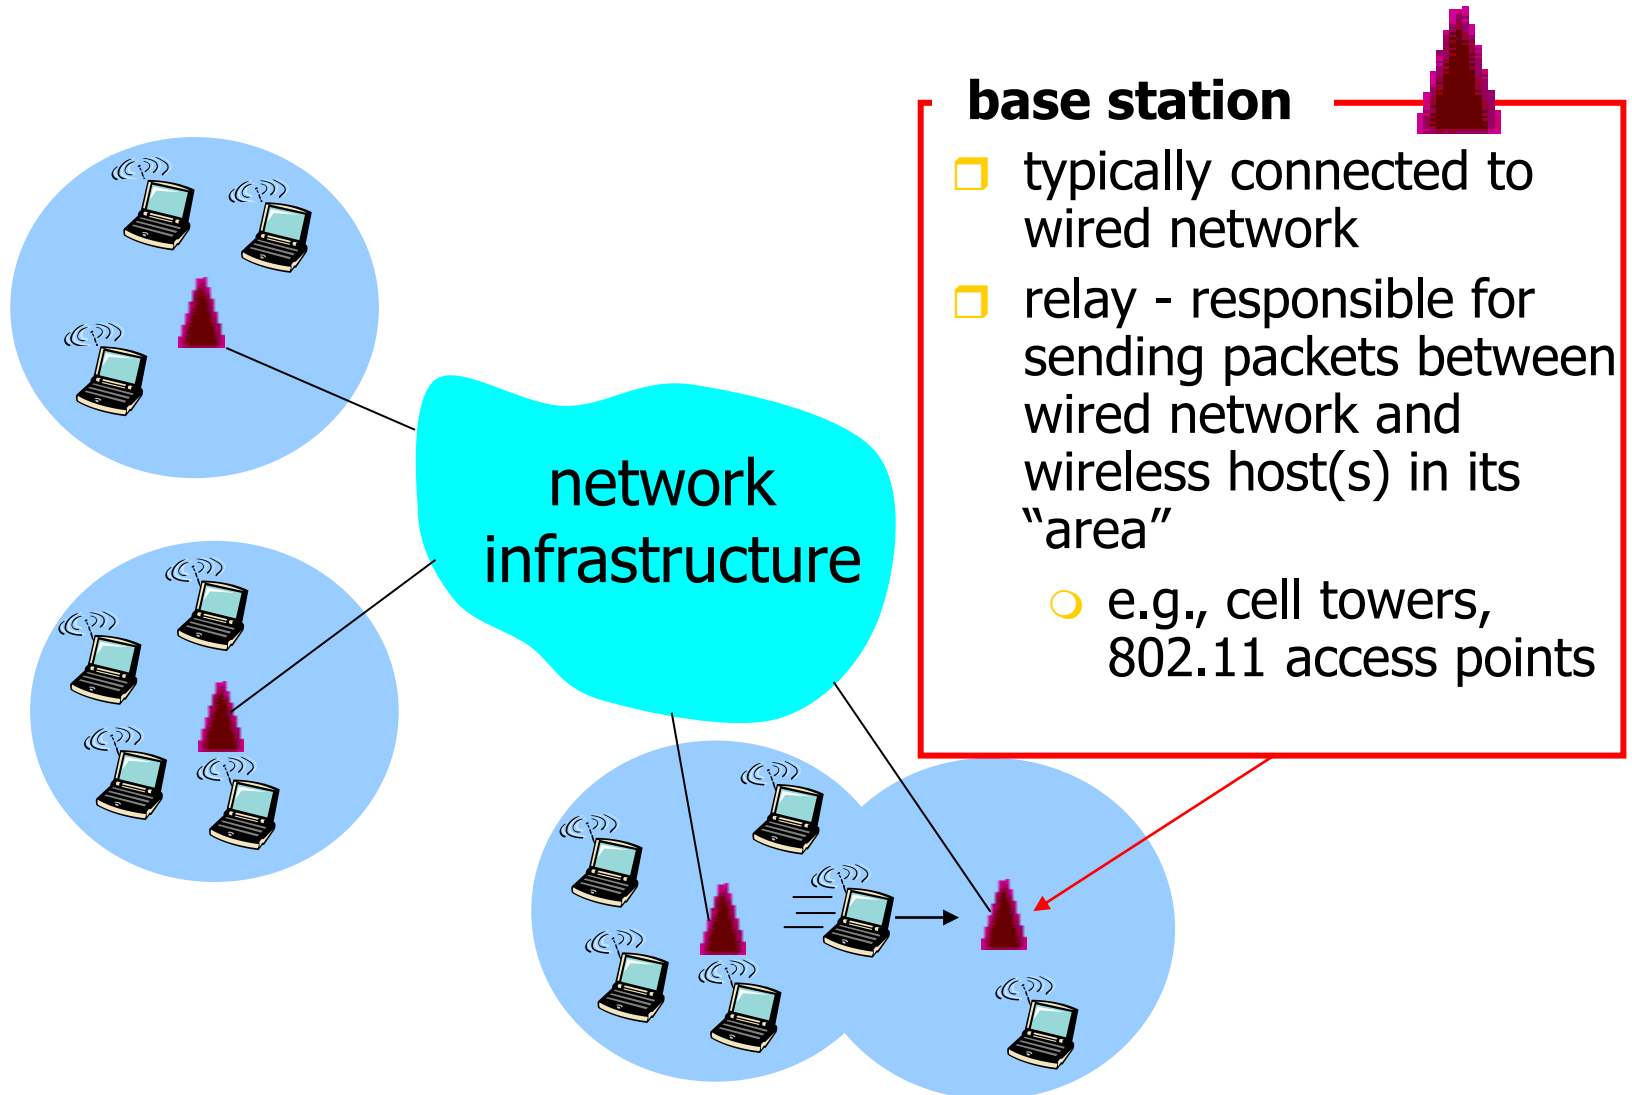 base station
typically connected to
wired network
relay - responsible for
sending packets between
wired network and
wireless host(s) in its
“area”
e.g., cell towers,
802.11 access points
network
infrastructure